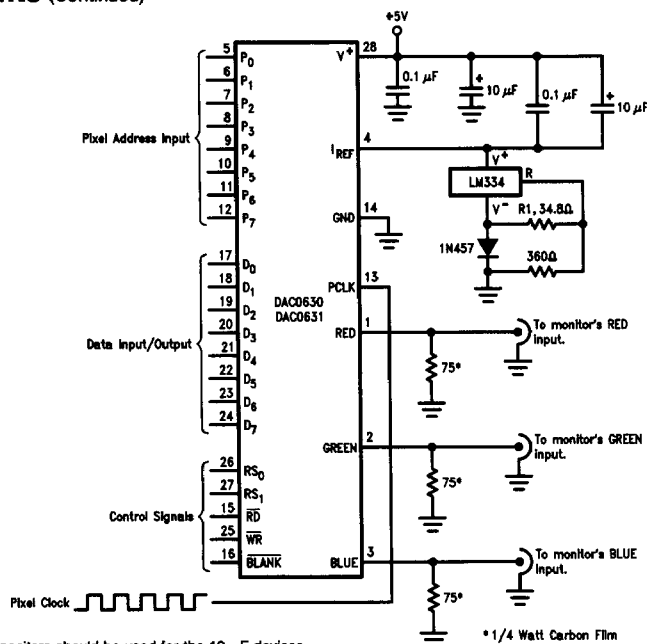 (Continued)
+5V
5 P0
6 P1
7 P2
8 P3
9 P4
10 P5
11 P6
12 P7
Pixel Address Input
17 D0
18 D1
19 D2
20 D3
21 D4
22 D5
23 D6
24 D7
Data Input/Output
26 RS0
27 RS1
15 RD
25 WR
16 BLANK
Control Signals
Pixel Clock
DAC0630
DAC0631
V+ 28
IREF 4
GND 14
PCLK 13
RED 1
GREEN 2
BLUE 3
0.1 µF
+ 10 µF
0.1 µF
+ 10 µF
V+
LM334 R
V−
R1, 34.8Ω
1N457
360Ω
75*
To monitor's RED
input.
75*
To monitor's GREEN
input.
75*
To monitor's BLUE
input.
*1/4 Watt Carbon Film